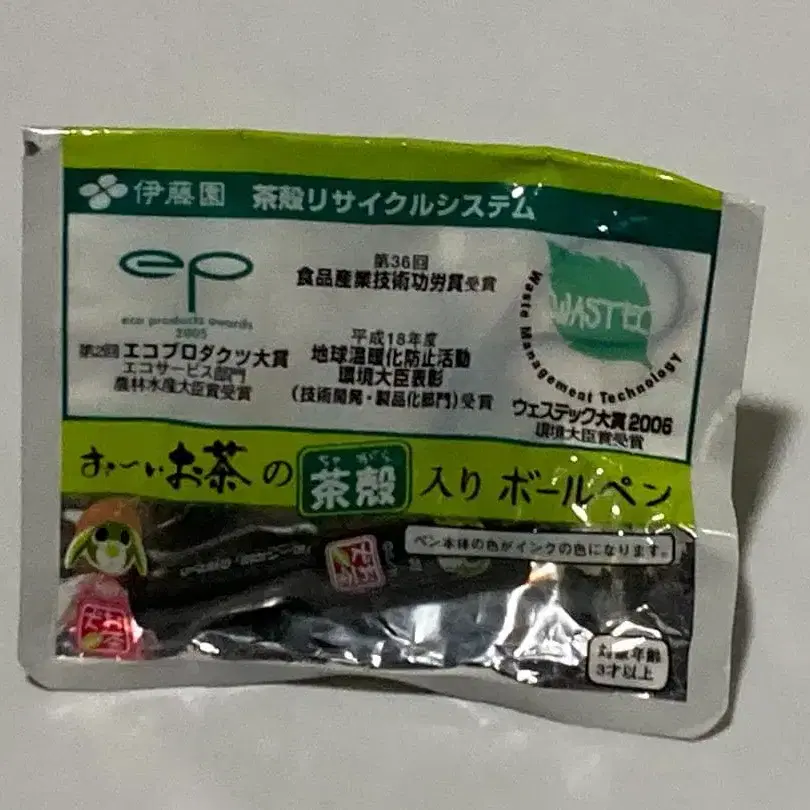 伊藤園 茶殻リサイクルシステム
ep
eco products awards
2005
第2回 エコプロダクツ大賞
エコサービス部門
農林水産大臣賞受賞
第36回
食品産業技術功労賞受賞
平成18年度
地球温暖化防止活動
環境大臣表彰
(技術開発・製品化部門)受賞
WASTEC
Waste Management Technology
ウェステック大賞2006
環境大臣賞受賞
お〜いお茶の茶殻入りボールペン
ちゃ がら
ペン本体の色がインクの色になります。
対象年齢
3才以上